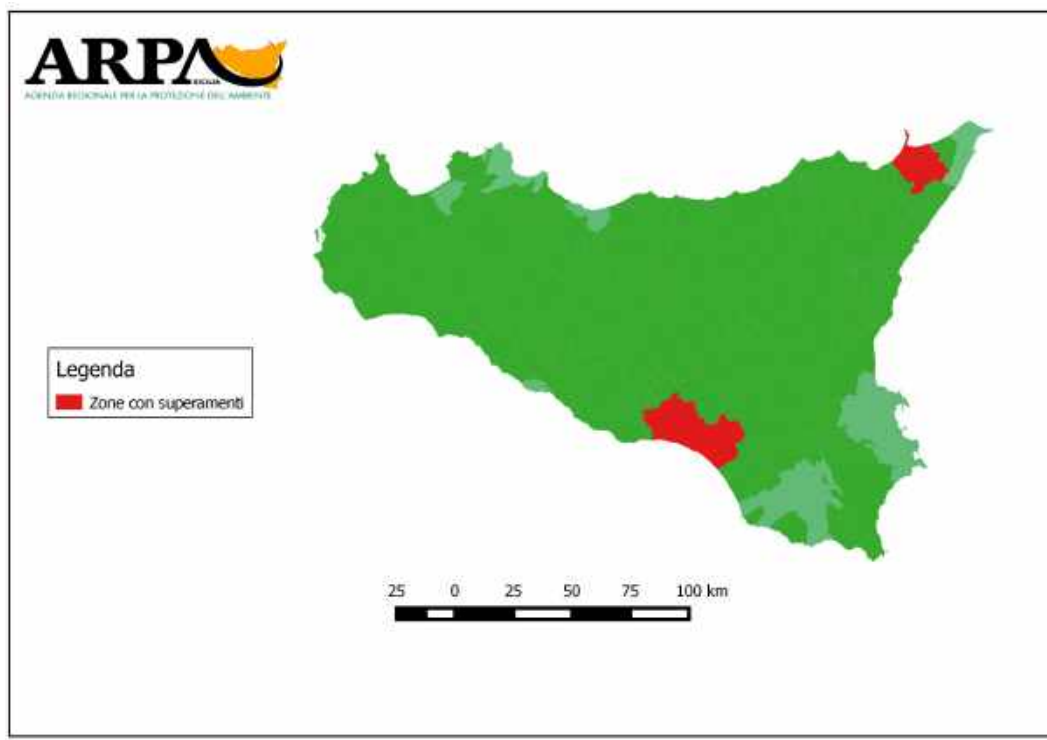 ARPA
SICILIA
AGENZIA REGIONALE PER LA PROTEZIONE DELL'AMBIENTE
Legenda
Zone con superamenti
25 0 25 50 75 100 km